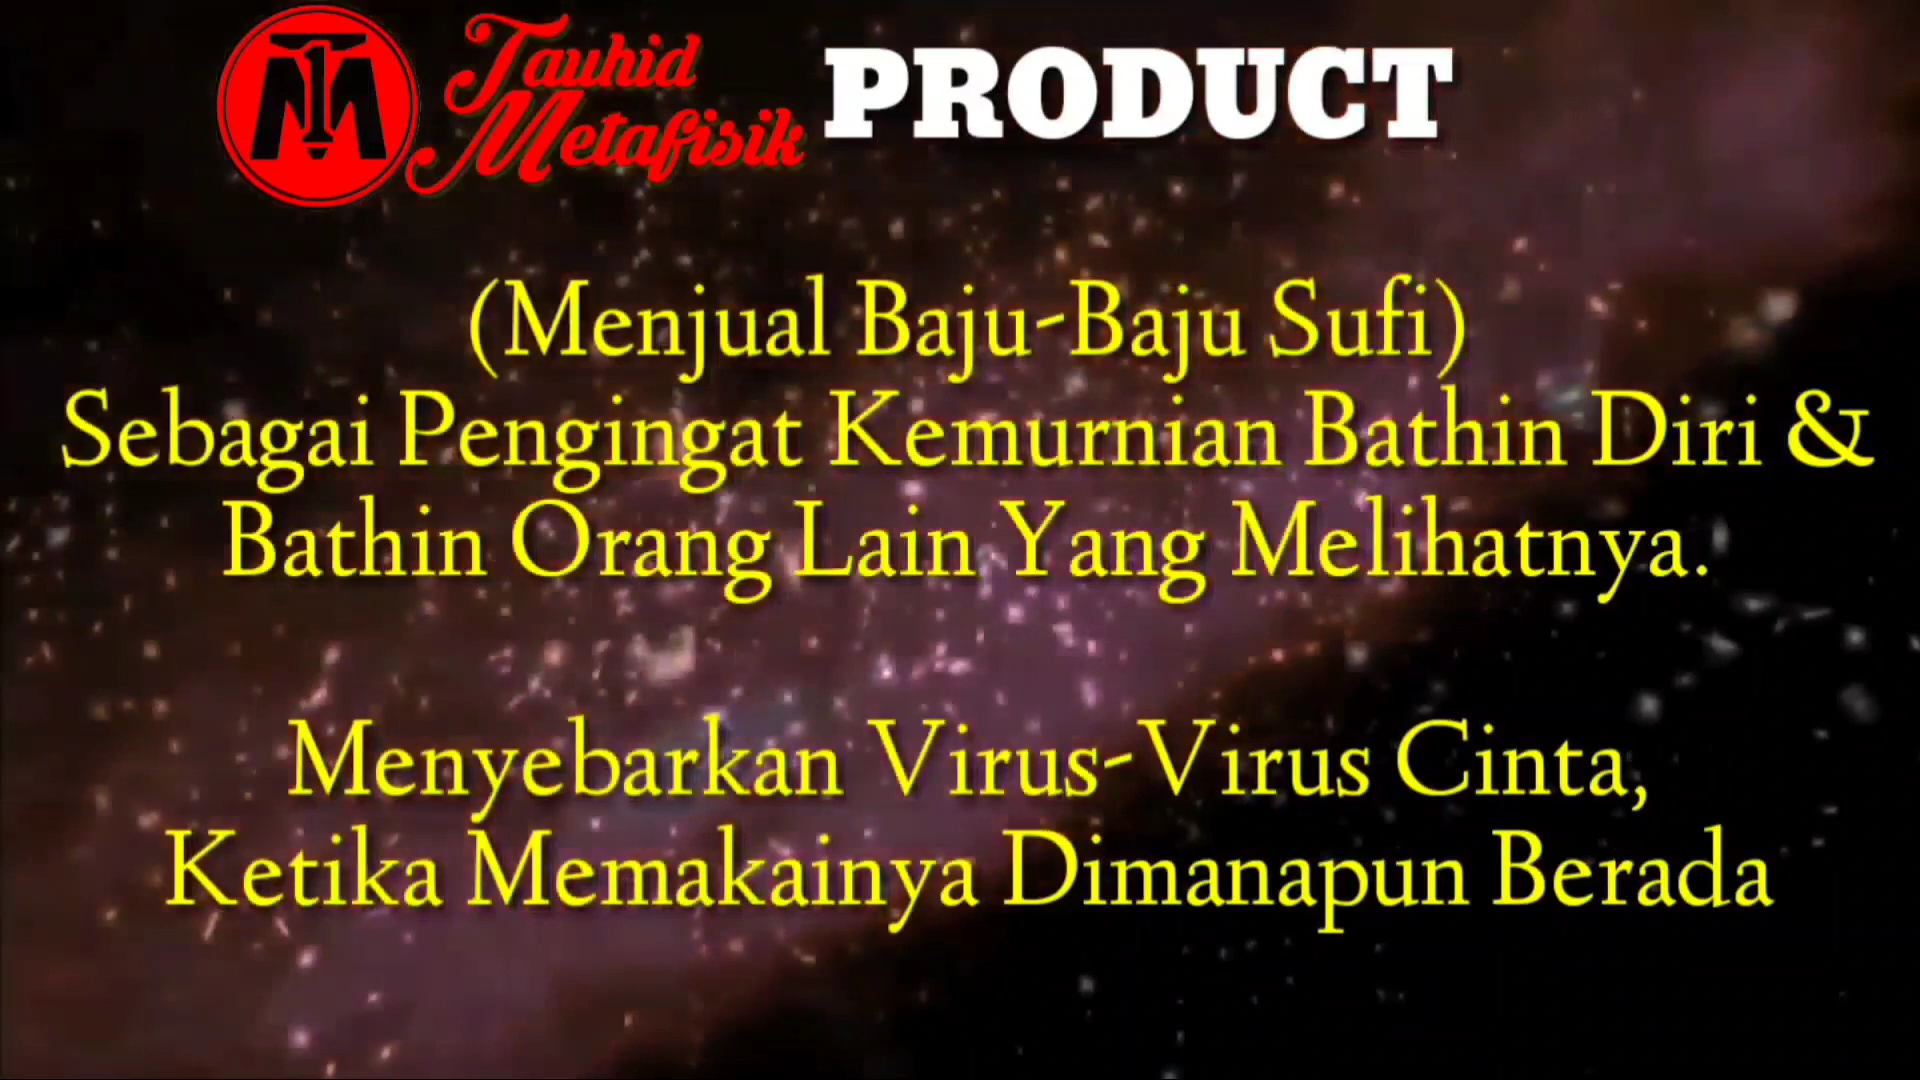 Tauhid
Metafisik
PRODUCT
(Menjual Baju-Baju Sufi)
Sebagai Pengingat Kemurnian Bathin Diri &
Bathin Orang Lain Yang Melihatnya.
Menyebarkan Virus-Virus Cinta,
Ketika Memakainya Dimanapun Berada